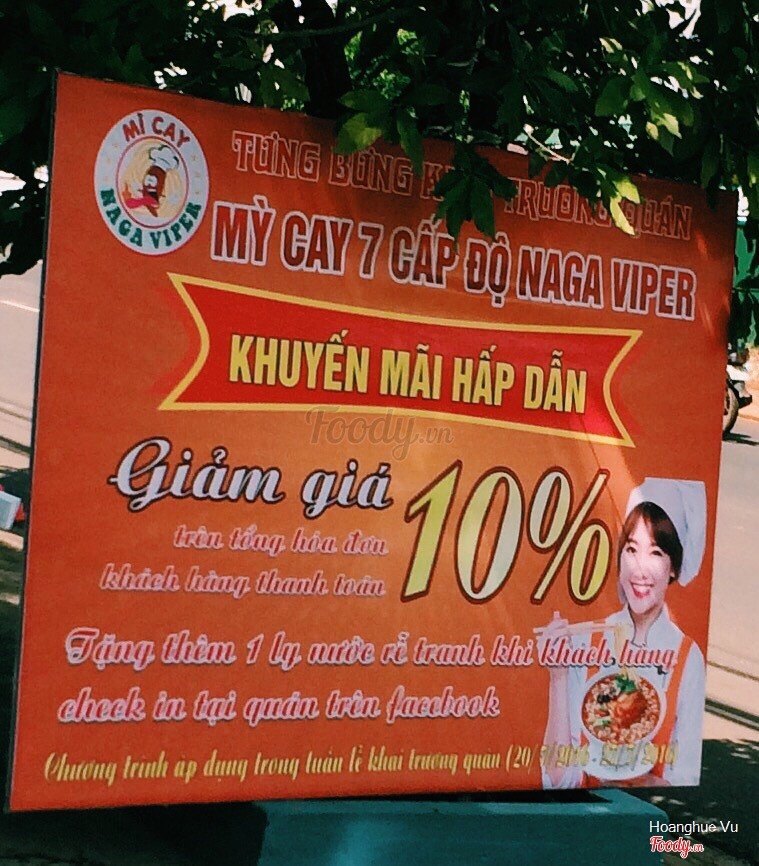 MÌ CAY
NAGA VIPER
TƯNG BỪNG TRƯƠNG QUÁN
MỲ CAY 7 CẤP ĐỘ NAGA VIPER
KHUYẾN MÃI HẤP DẪN
Foody.vn
Giảm giá 10%
trên tổng hóa đơn
khách hàng thanh toán
Tặng thêm 1 ly nước rễ tranh khi khách hàng
check in tại quán trên facebook
Chương trình áp dụng trong tuần lễ khai trương quán
Hoanghue Vu
Foody.vn